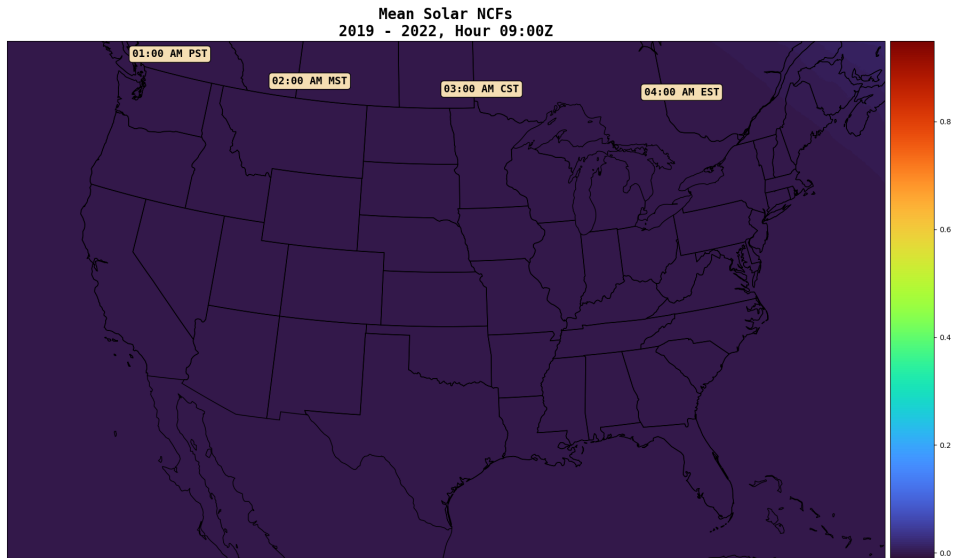 Mean Solar NCFs
2019 - 2022, Hour 09:00Z
01:00 AM PST
02:00 AM MST
03:00 AM CST
04:00 AM EST
0.8
0.6
0.4
0.2
0.0